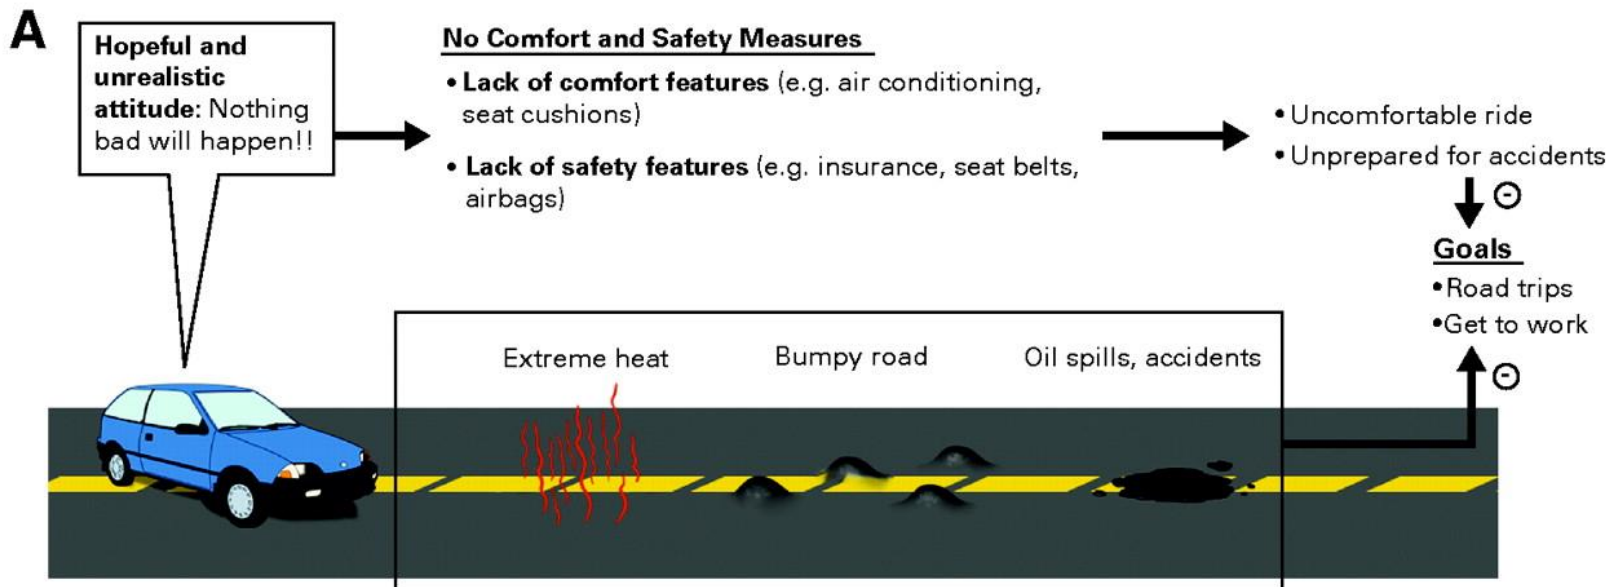 A
Hopeful and
unrealistic
attitude: Nothing
bad will happen!!
No Comfort and Safety Measures
• Lack of comfort features (e.g. air conditioning,
seat cushions)
• Lack of safety features (e.g. insurance, seat belts,
airbags)
• Uncomfortable ride
• Unprepared for accidents
⊖
Goals
•Road trips
•Get to work
⊖
Extreme heat
Bumpy road
Oil spills, accidents